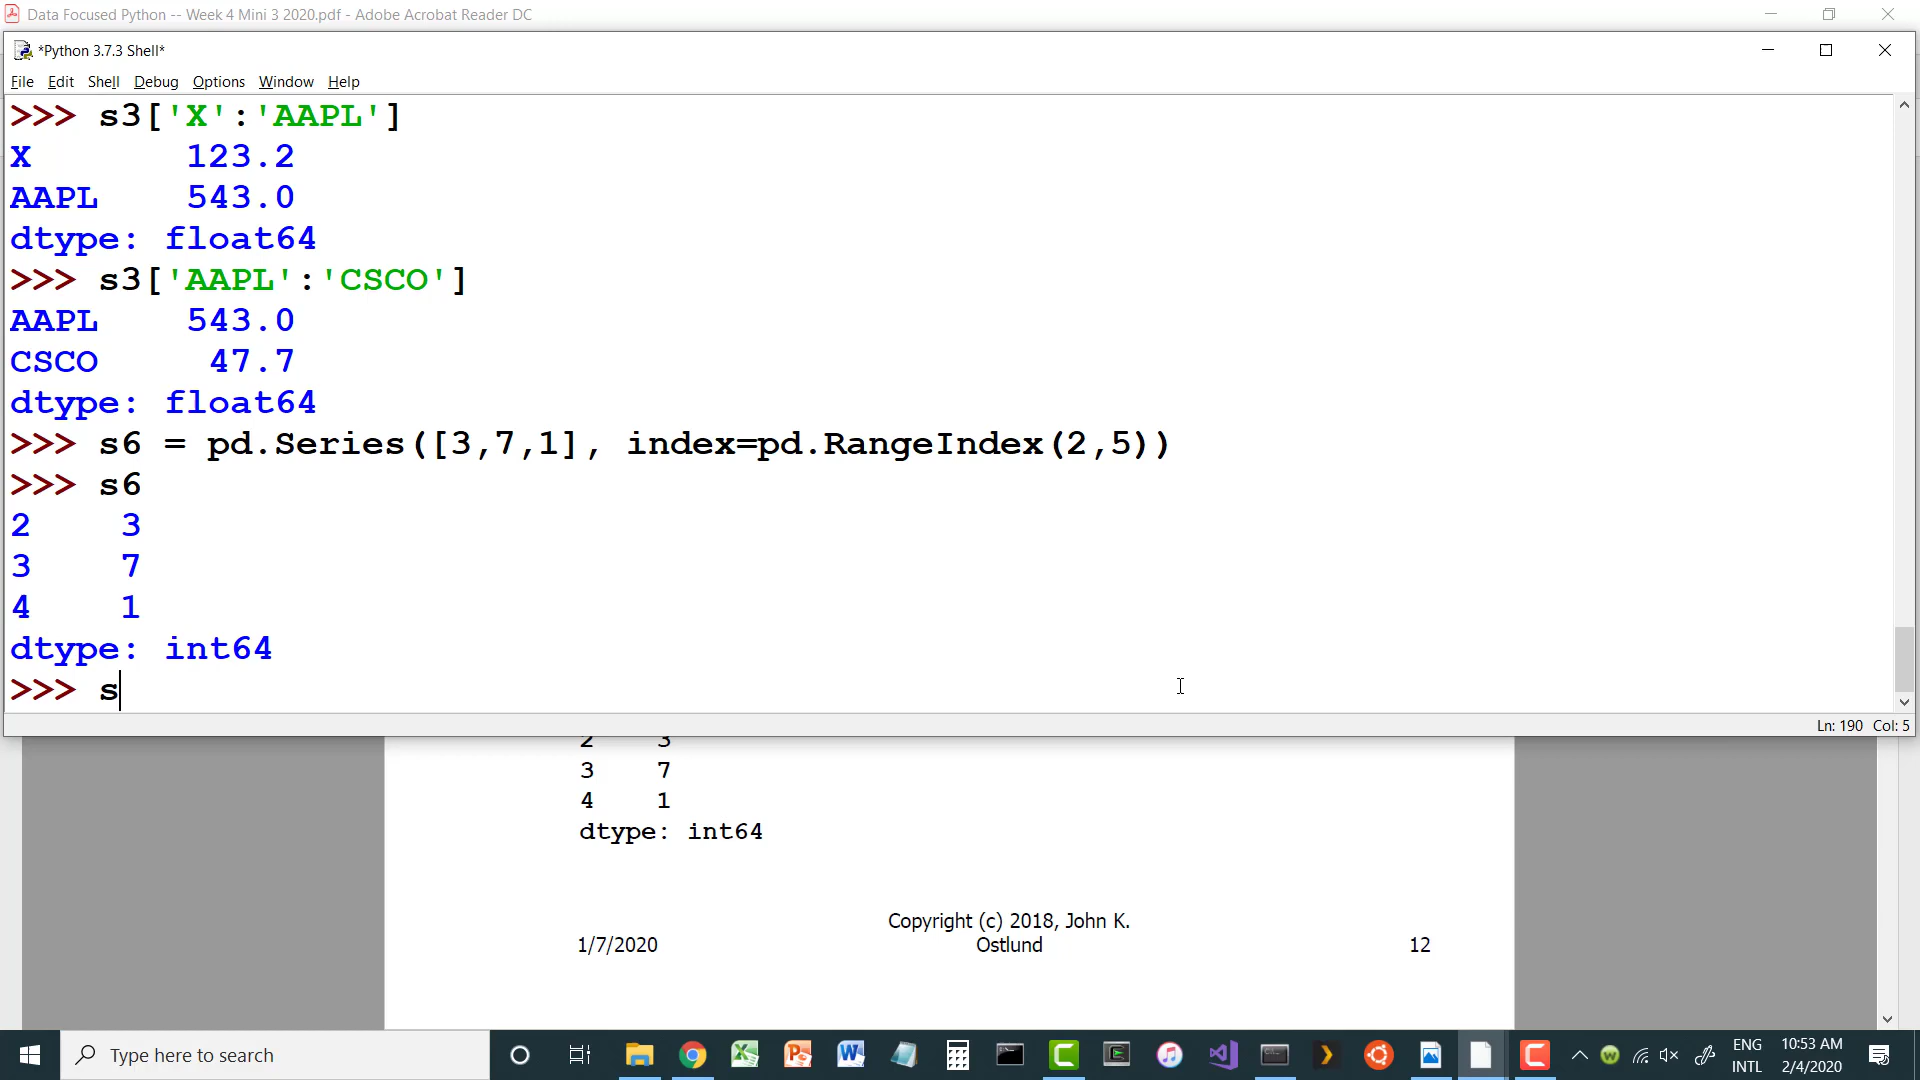 Data Focused Python -- Week 4 Mini 3 2020.pdf - Adobe Acrobat Reader DC
*Python 3.7.3 Shell*
File Edit Shell Debug Options Window Help
>>> s3['X':'AAPL']
X       123.2
AAPL    543.0
dtype: float64
>>> s3['AAPL':'CSCO']
AAPL    543.0
CSCO     47.7
dtype: float64
>>> s6 = pd.Series([3,7,1], index=pd.RangeIndex(2,5))
>>> s6
2    3
3    7
4    1
dtype: int64
>>> s
Ln: 190 Col: 5
2    3
3    7
4    1
dtype: int64
Copyright (c) 2018, John K.
1/7/2020 Ostlund 12
Type here to search
ENG 10:53 AM
INTL 2/4/2020